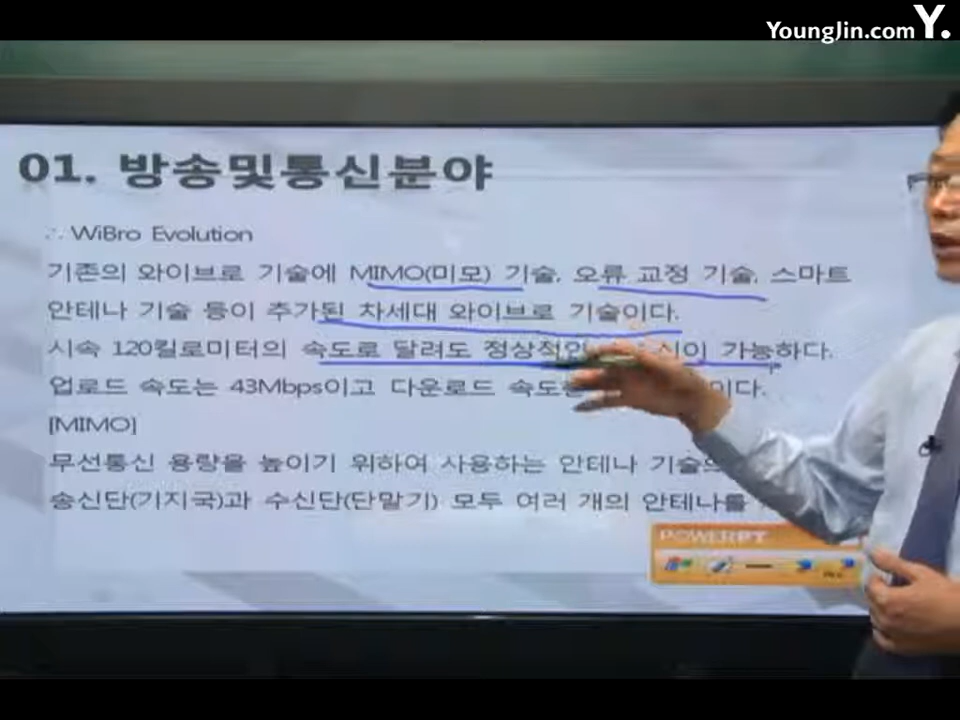 YoungJin.com Y.
01. 방송및통신분야
∴ WiBro Evolution
기존의 와이브로 기술에 MIMO(미모) 기술, 오류 교정 기술, 스마트
안테나 기술 등이 추가된 차세대 와이브로 기술이다.
시속 120킬로미터의 속도로 달려도 정상적인 가능하다.
업로드 속도는 43Mbps이고 다운로드 속도는
[MIMO]
무선통신 용량을 높이기 위하여 사용하는 안테나 기술
송신단(기지국)과 수신단(단말기) 모두 여러 개의 안테나를
POWERPT